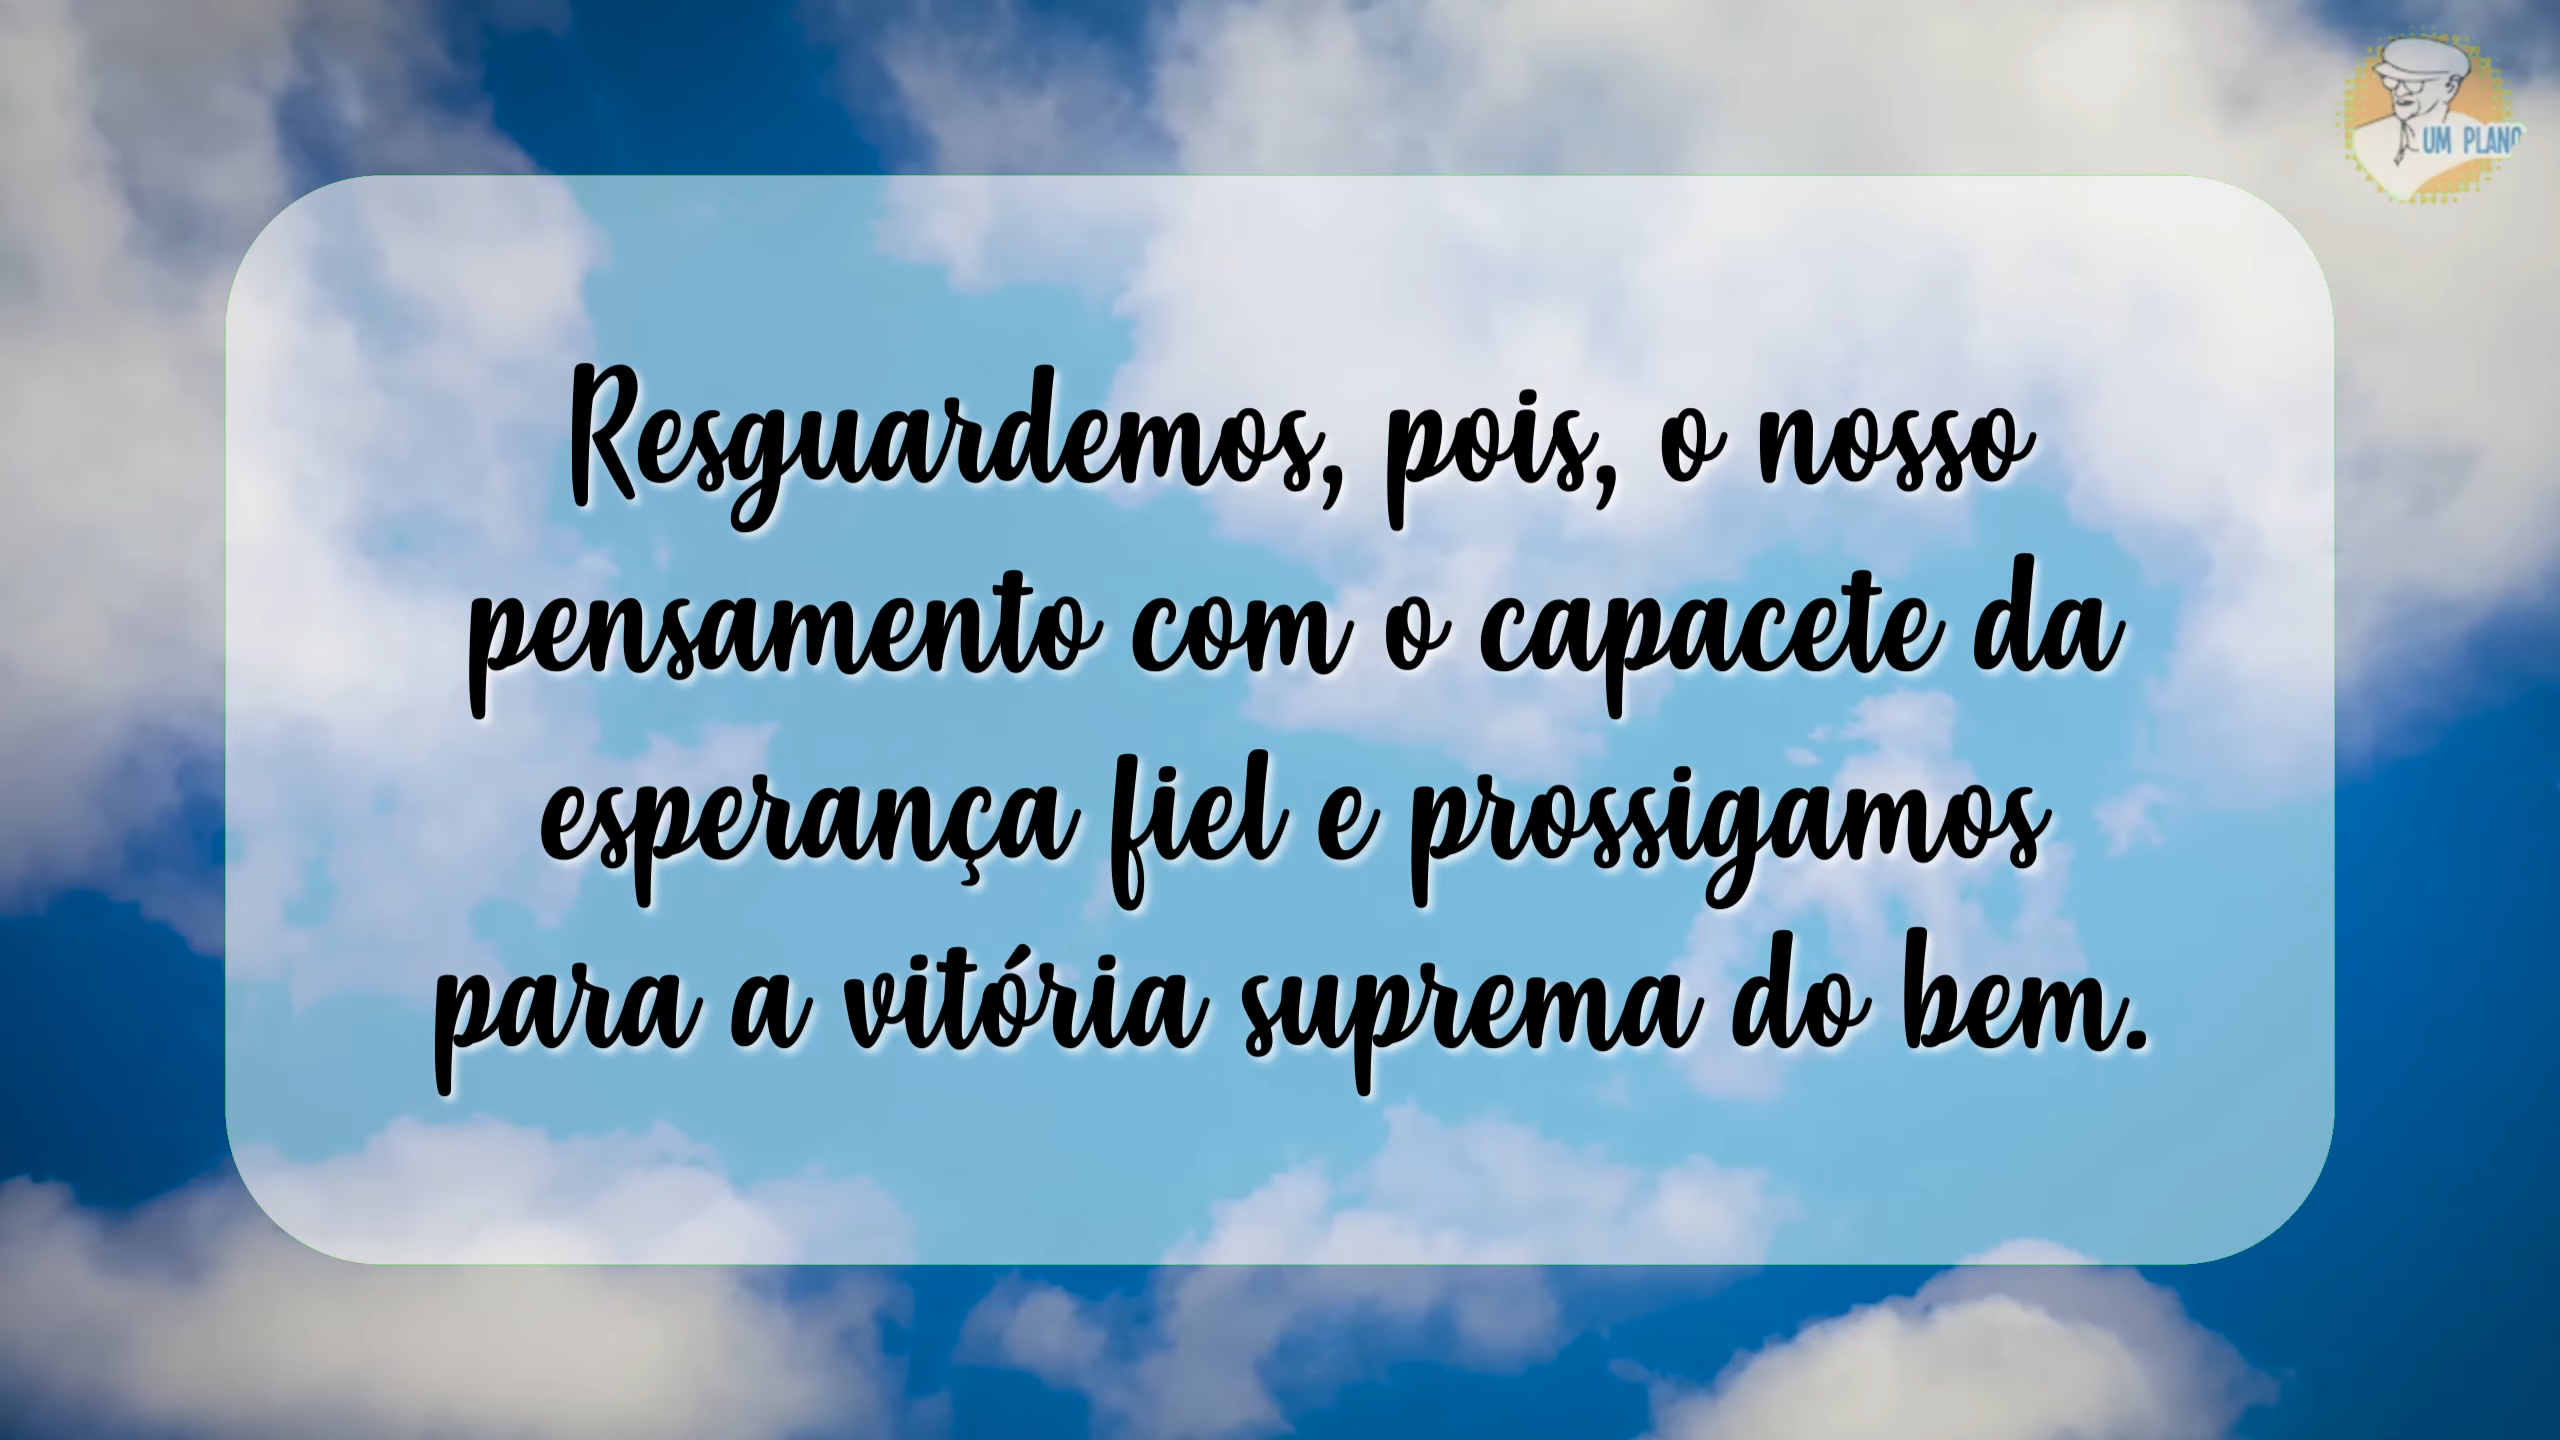 UM PLANO
Resguardemos, pois, o nosso
pensamento com o capacete da
esperança fiel e prossigamos
para a vitória suprema do bem.